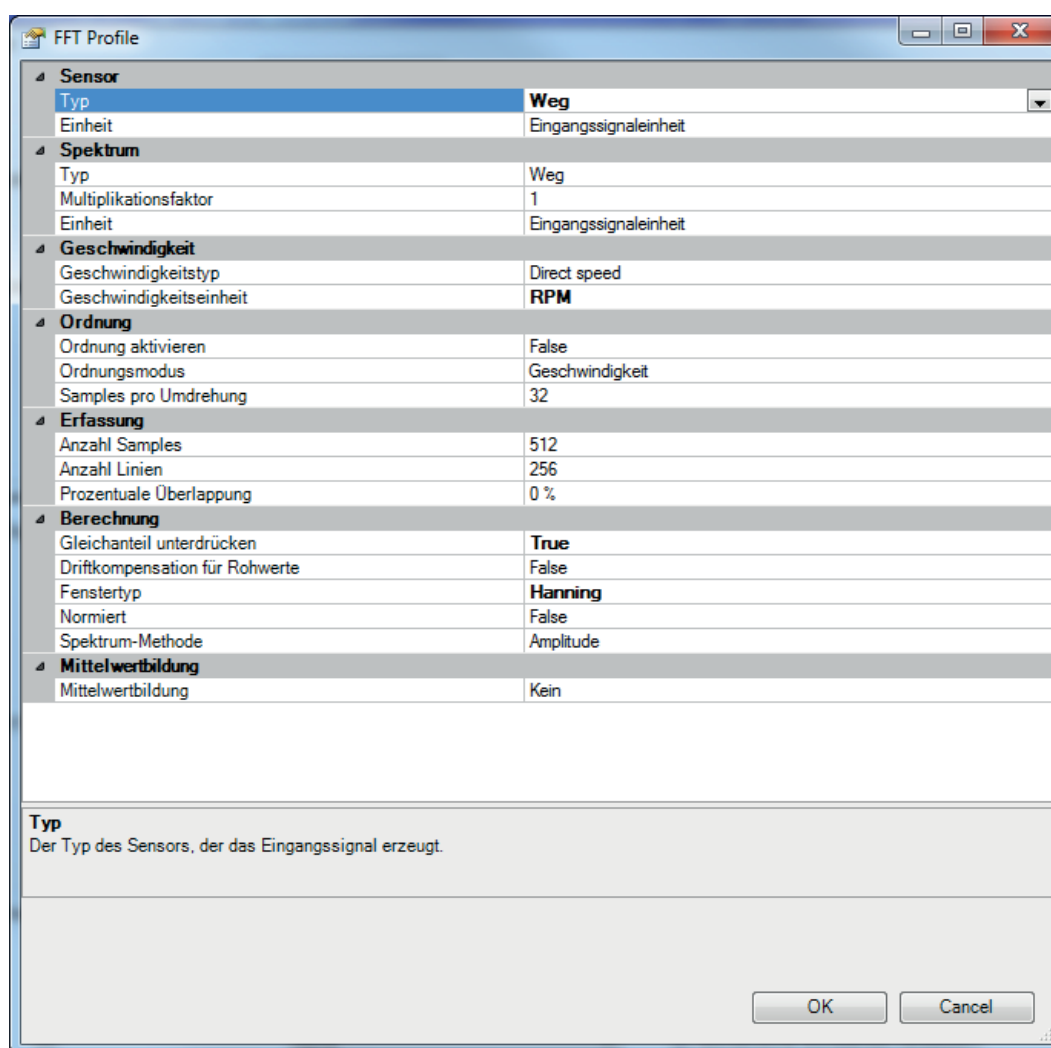 FFT Profile
Sensor
Typ Weg
Einheit Eingangssignaleinheit
Spektrum
Typ Weg
Multiplikationsfaktor 1
Einheit Eingangssignaleinheit
Geschwindigkeit
Geschwindigkeitstyp Direct speed
Geschwindigkeitseinheit RPM
Ordnung
Ordnung aktivieren False
Ordnungsmodus Geschwindigkeit
Samples pro Umdrehung 32
Erfassung
Anzahl Samples 512
Anzahl Linien 256
Prozentuale Überlappung 0 %
Berechnung
Gleichanteil unterdrücken True
Driftkompensation für Rohwerte False
Fenstertyp Hanning
Normiert False
Spektrum-Methode Amplitude
Mittelwertbildung
Mittelwertbildung Kein
Typ
Der Typ des Sensors, der das Eingangssignal erzeugt.
OK Cancel